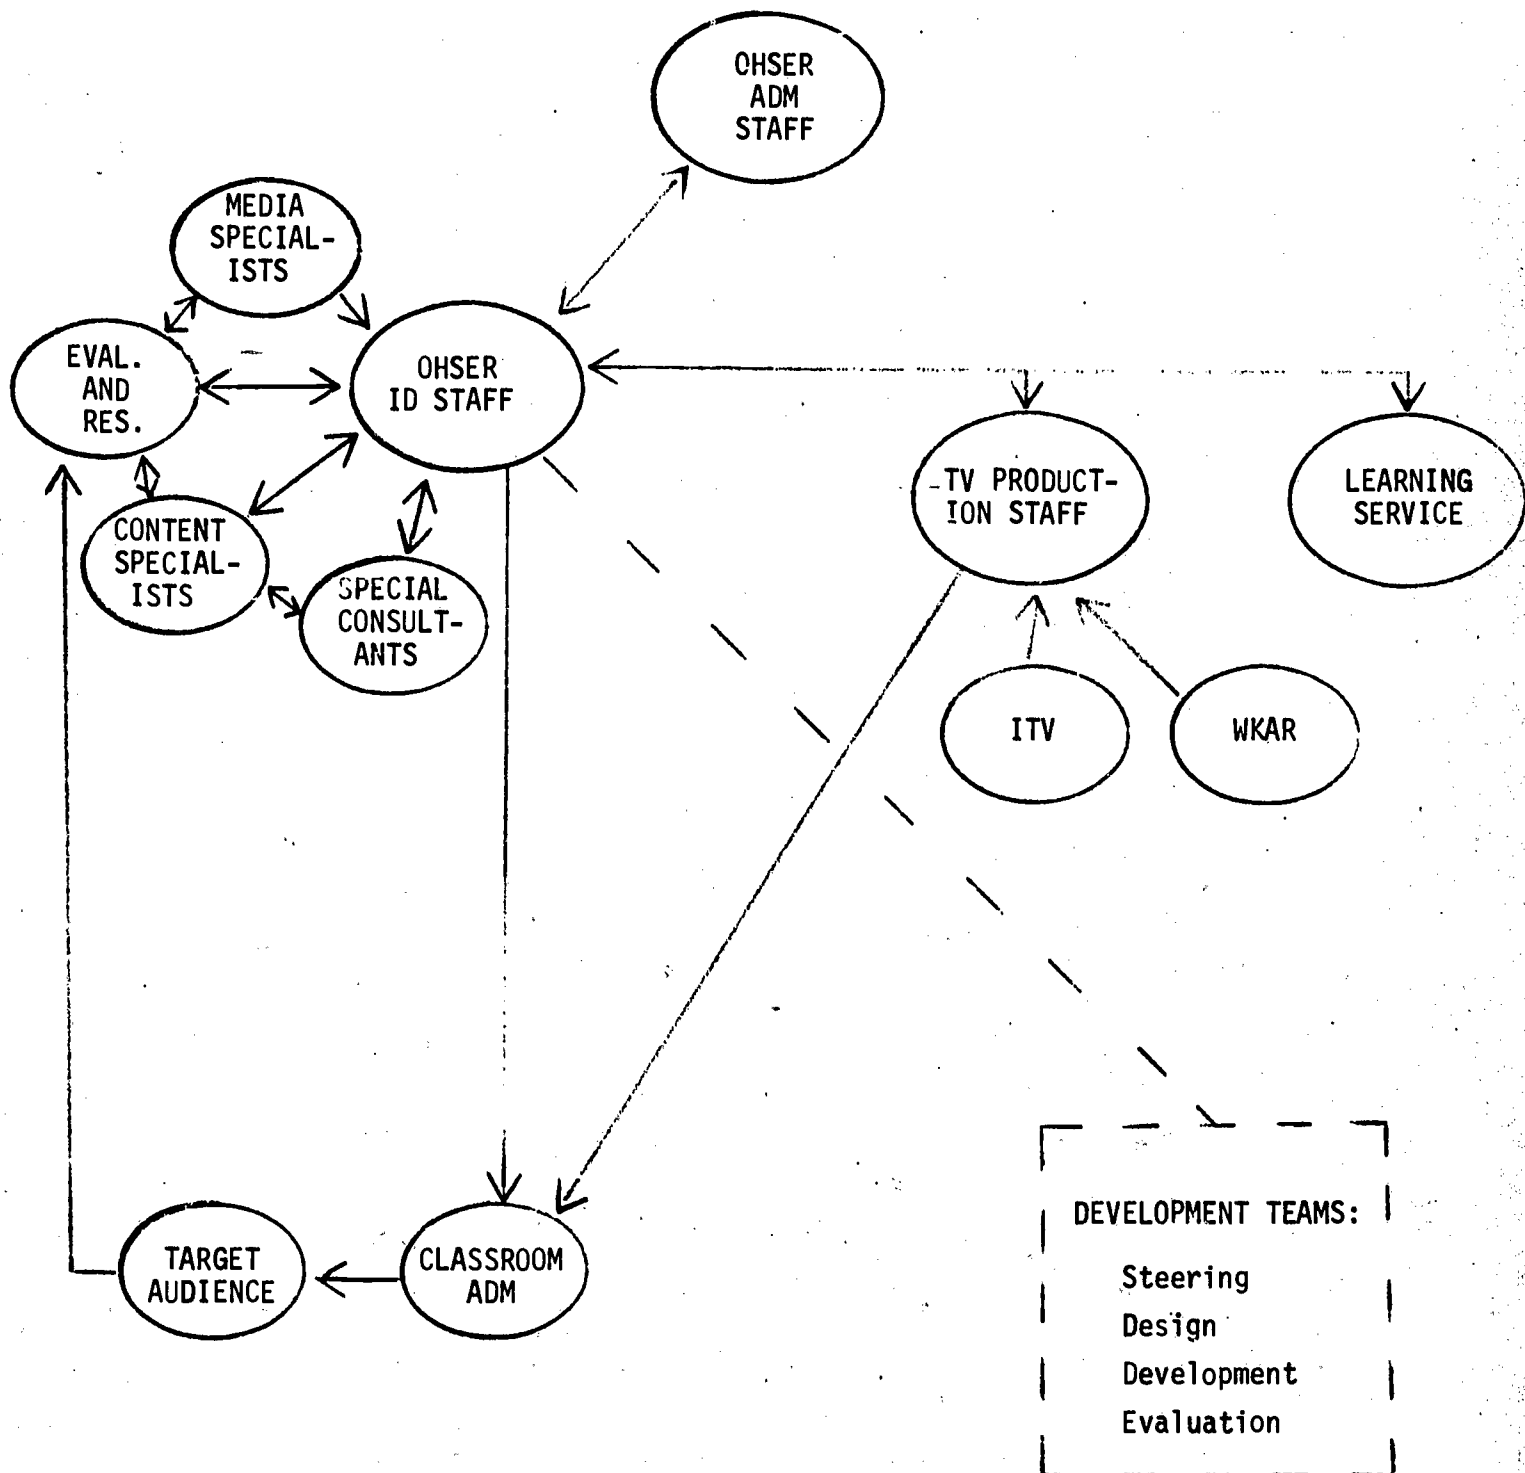 OHSER
ADM
STAFF
MEDIA
SPECIAL-
ISTS
EVAL.
AND
RES.
OHSER
ID STAFF
CONTENT
SPECIAL-
ISTS
SPECIAL
CONSULT-
ANTS
TV PRODUCT-
ION STAFF
LEARNING
SERVICE
ITV
WKAR
TARGET
AUDIENCE
CLASSROOM
ADM
DEVELOPMENT TEAMS:
Steering
Design
Development
Evaluation